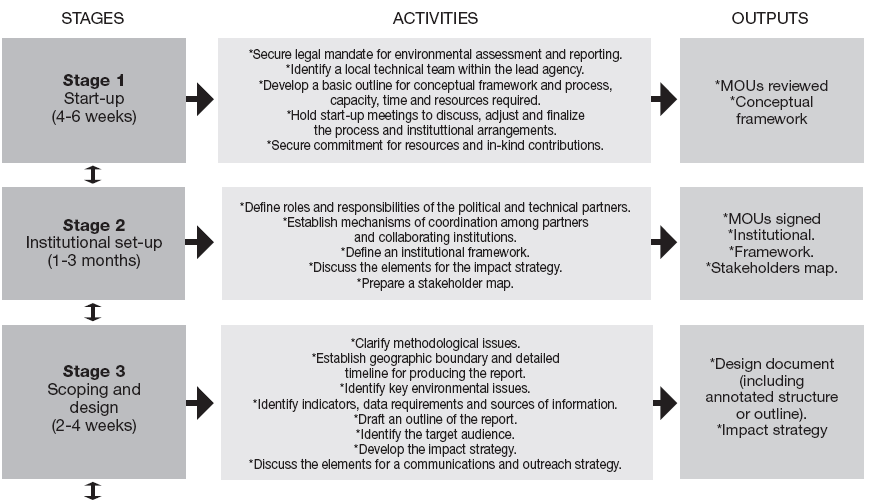 STAGES
ACTIVITIES
OUTPUTS
Stage 1
Start-up
(4-6 weeks)
*Secure legal mandate for environmental assessment and reporting.
*Identify a local technical team within the lead agency.
*Develop a basic outline for conceptual framework and process,
capacity, time and resources required.
*Hold start-up meetings to discuss, adjust and finalize
the process and instituttional arrangements.
*Secure commitment for resources and in-kind contributions.
*MOUs reviewed
*Conceptual
framework
Stage 2
Institutional set-up
(1-3 months)
*Define roles and responsibilities of the political and technical partners.
*Establish mechanisms of coordination among partners
and collaborating institutions.
*Define an institutional framework.
*Discuss the elements for the impact strategy.
*Prepare a stakeholder map.
*MOUs signed
*Institutional.
*Framework.
*Stakeholders map.
Stage 3
Scoping and
design
(2-4 weeks)
*Clarify methodological issues.
*Establish geographic boundary and detailed
timeline for producing the report.
*Identify key environmental issues.
*Identify indicators, data requirements and sources of information.
*Draft an outline of the report.
*Identify the target audience.
*Develop the impact strategy.
*Discuss the elements for a communications and outreach strategy.
*Design document
(including
annotated structure
or outline).
*Impact strategy